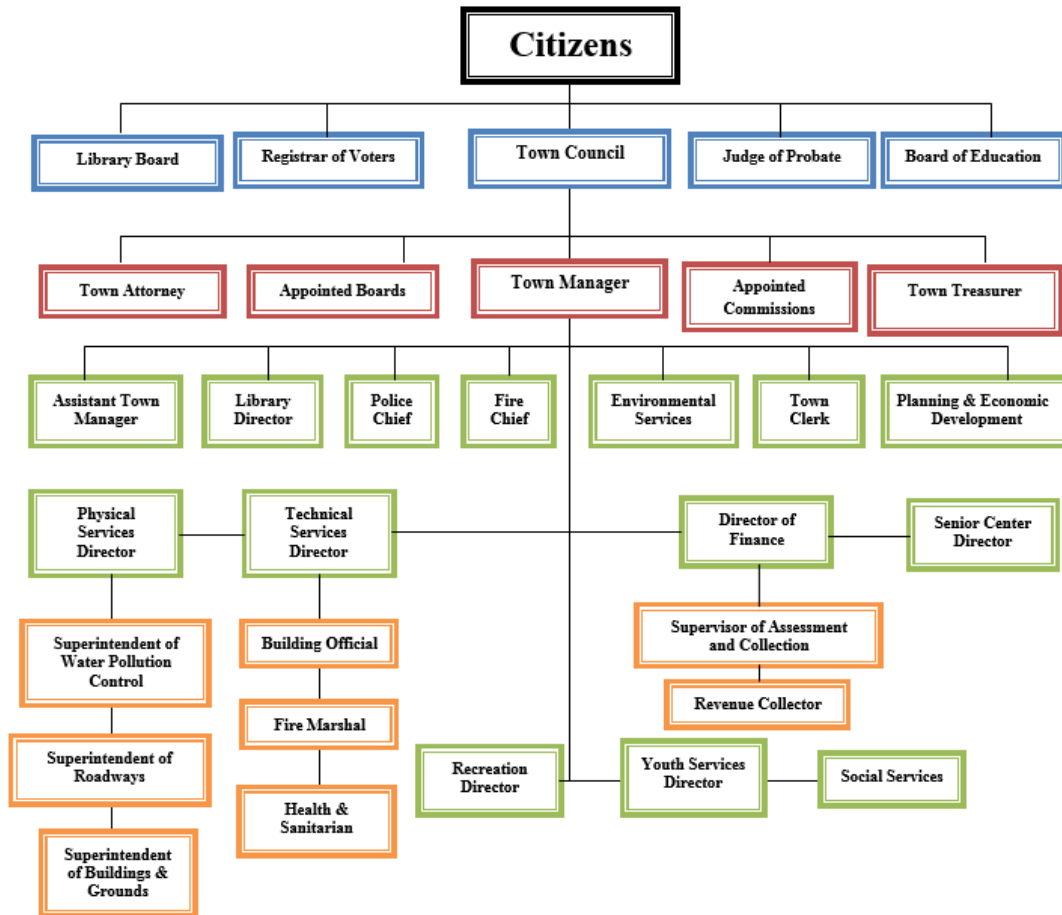 Citizens
Library Board
Registrar of Voters
Town Council
Judge of Probate
Board of Education
Town Attorney
Appointed Boards
Town Manager
Appointed
Commissions
Town Treasurer
Assistant Town
Manager
Library
Director
Police
Chief
Fire
Chief
Environmental
Services
Town
Clerk
Planning & Economic
Development
Physical
Services
Director
Technical
Services
Director
Director of
Finance
Senior Center
Director
Superintendent of
Water Pollution
Control
Building Official
Supervisor of Assessment
and Collection
Revenue Collector
Fire Marshal
Superintendent of
Roadways
Recreation
Director
Youth Services
Director
Social Services
Health &
Sanitarian
Superintendent
of Buildings &
Grounds